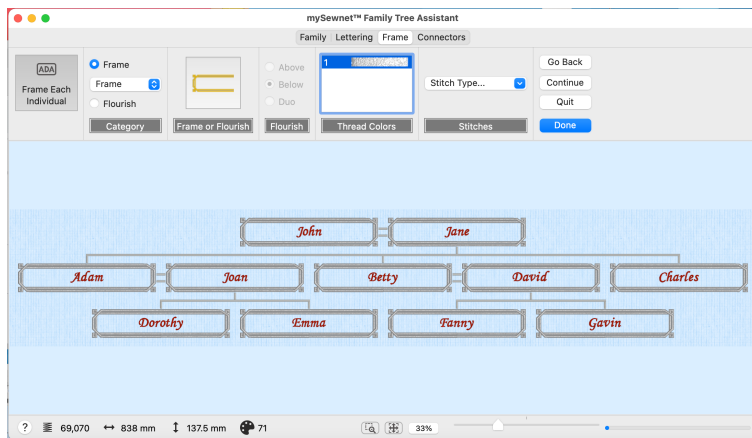 mySewnet™ Family Tree Assistant
Family Lettering Frame Connectors
ADA
Frame Each
Individual
Frame
Frame
Flourish
Category
Frame or Flourish
Above
Below
Duo
Flourish
1
Thread Colors
Stitch Type...
Stitches
Go Back
Continue
Quit
Done
John Jane
Adam Joan Betty David Charles
Dorothy Emma Fanny Gavin
? 69,070 838 mm 137.5 mm 71 33%